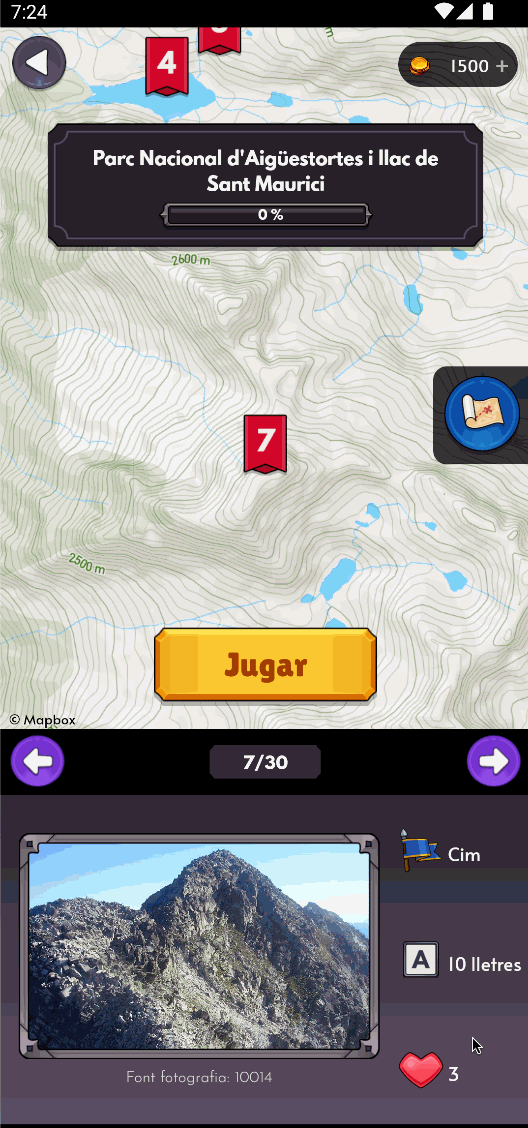 7:24
4
1500 +
Parc Nacional d'Aigüestortes i llac de
Sant Maurici
0 %
2600 m
7
2500 m
Jugar
© Mapbox
7/30
Cim
A
10 lletres
3
Font fotografia: 10014